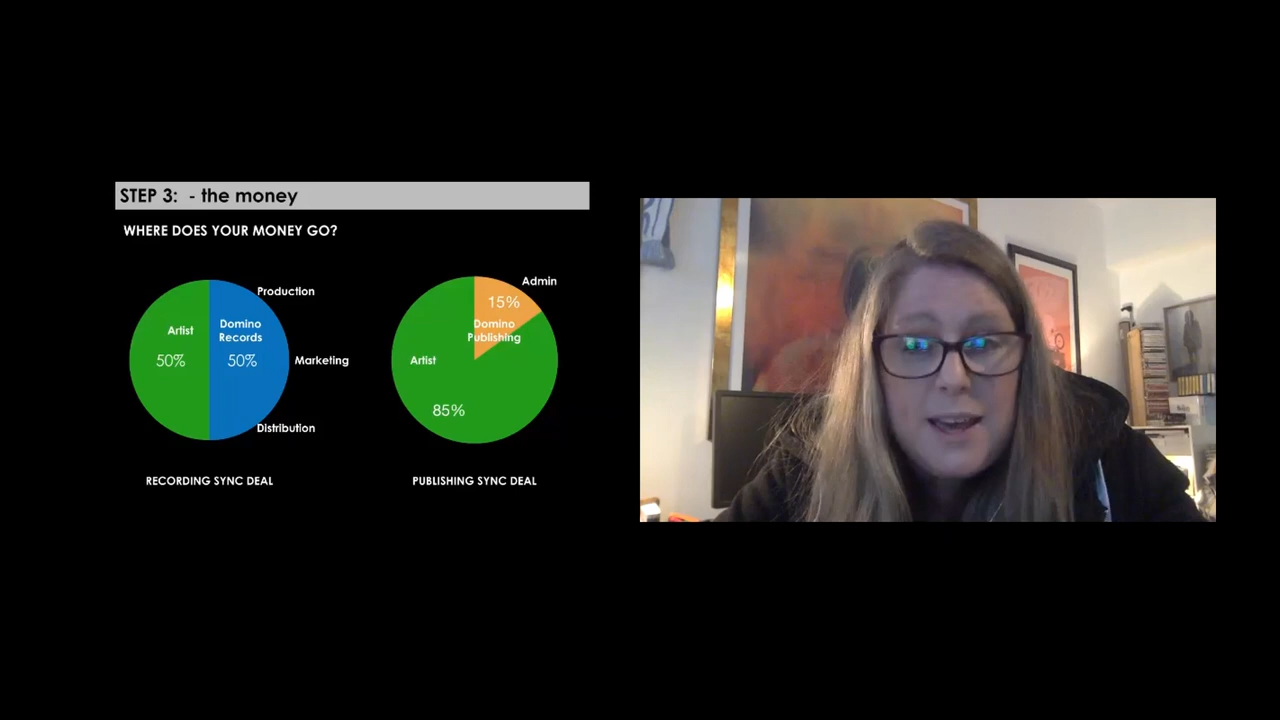 STEP 3:  - the money
WHERE DOES YOUR MONEY GO?
Production
Artist
Domino
Records
50%
50%
Marketing
Distribution
RECORDING SYNC DEAL
Admin
15%
Domino
Publishing
Artist
85%
PUBLISHING SYNC DEAL